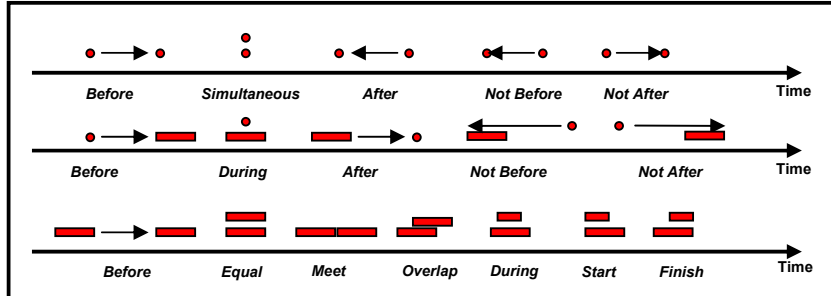 Before Simultaneous After Not Before Not After Time
Before During After Not Before Not After Time
Before Equal Meet Overlap During Start Finish Time